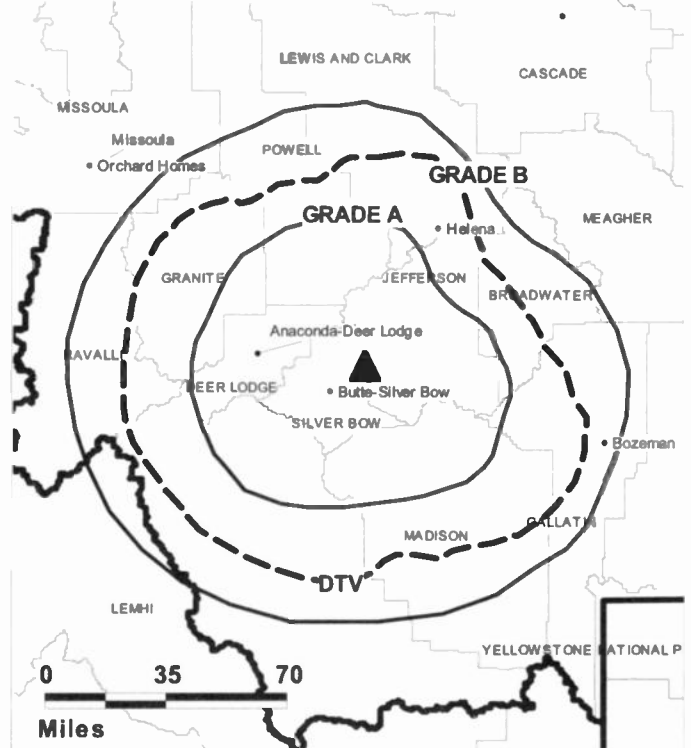 LEWIS AND CLARK
CASCADE
MISSOULA
Missoula
Orchard Homes
POWELL
GRADE B
GRADE A
MEAGHER
Helena
GRANITE
JEFFERSON
BROADWATER
Anaconda-Deer Lodge
RAVALL
DEER LODGE
Butte-Silver Bow
SILVER BOW
Bozeman
GALLATIN
MADISON
DTV
LEMHI
YELLOWSTONE NATIONAL P
0 35 70
Miles